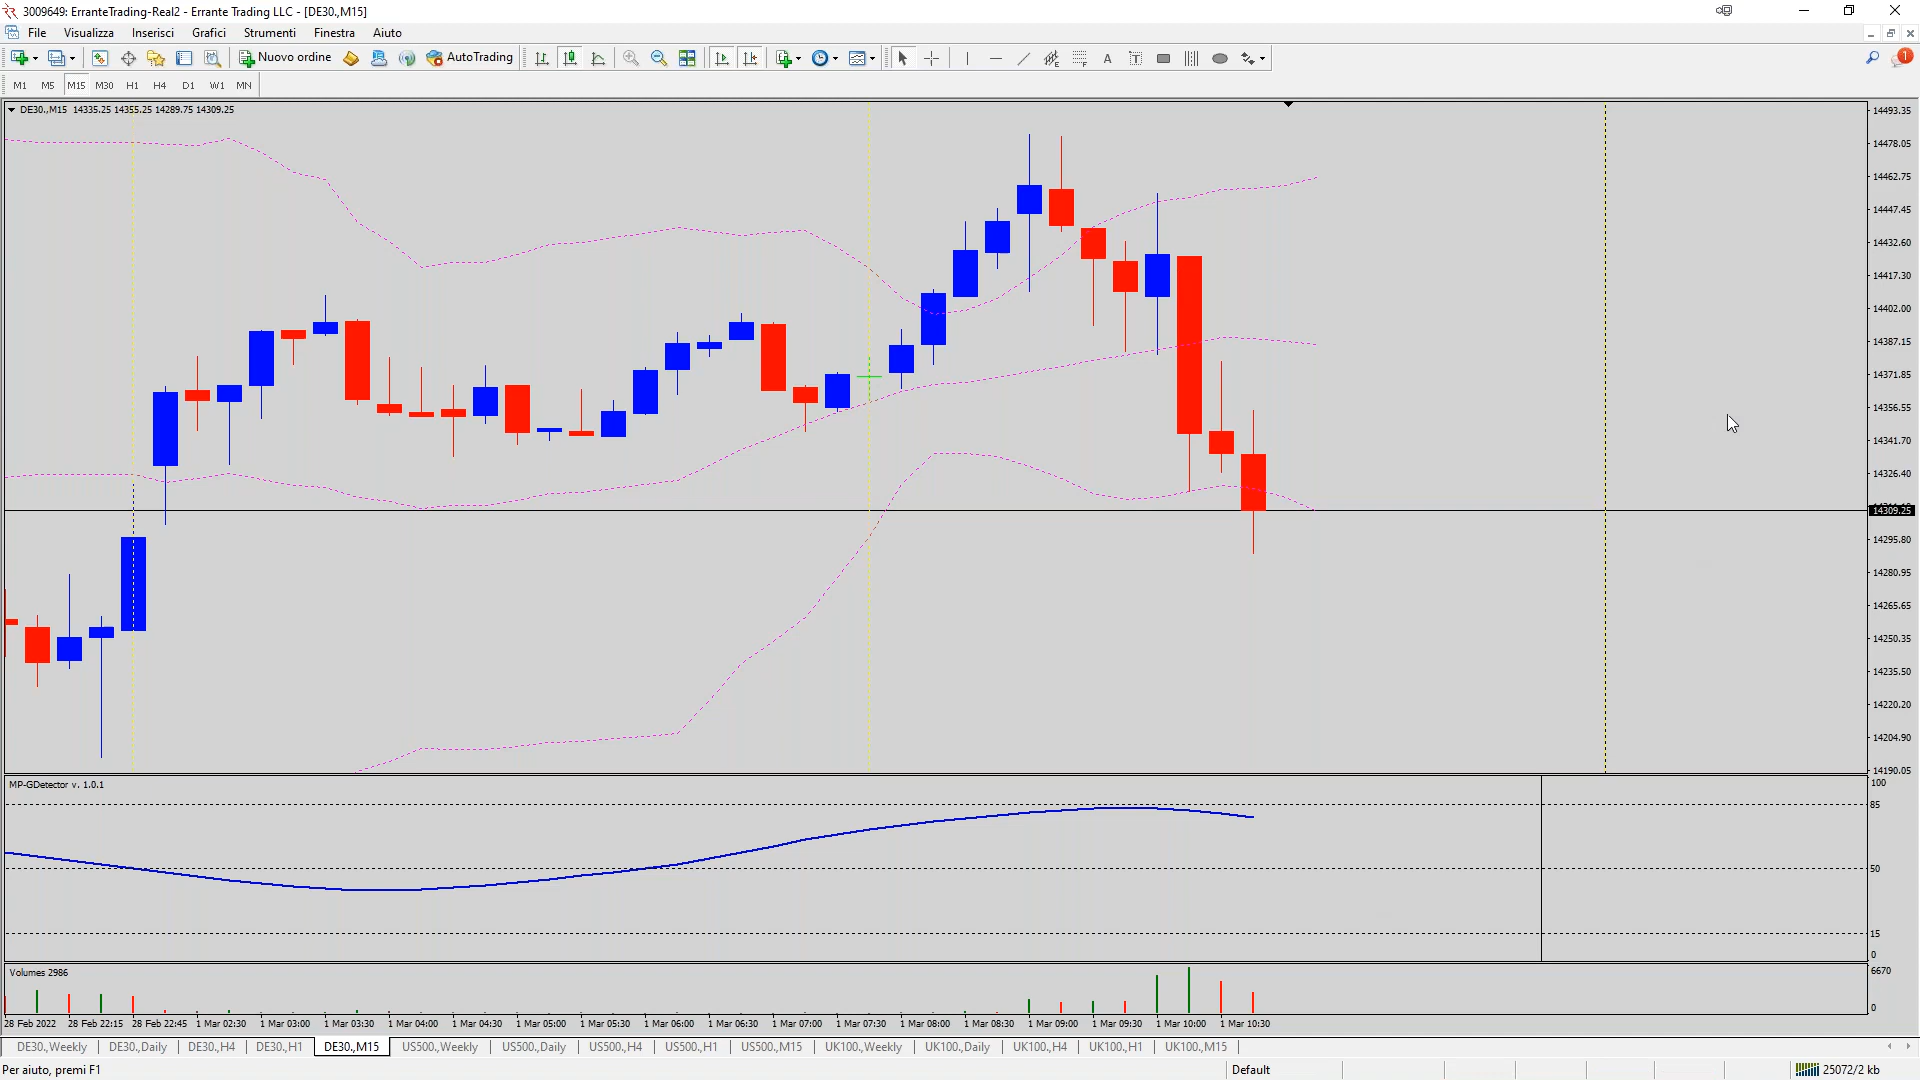 3009649: ErranteTrading-Real2 - Errante Trading LLC - [DE30.,M15]
File Visualizza Inserisci Grafici Strumenti Finestra Aiuto
Nuovo ordine AutoTrading A T 1
M1 M5 M15 M30 H1 H4 D1 W1 MN
DE30.,M15 14335.25 14355.25 14289.75 14309.25
14493.35
14478.05
14462.75
14447.45
14432.60
14417.30
14402.00
14387.15
14371.85
14356.55
14341.70
14326.40
14309.25
14295.80
14280.95
14265.65
14250.35
14235.50
14220.20
14204.90
14190.05
MP-GDetector v. 1.0.1
100
85
50
15
0
Volumes 2986
6670
0
28 Feb 2022 28 Feb 22:15 28 Feb 22:45 1 Mar 02:30 1 Mar 03:00 1 Mar 03:30 1 Mar 04:00 1 Mar 04:30 1 Mar 05:00 1 Mar 05:30 1 Mar 06:00 1 Mar 06:30 1 Mar 07:00 1 Mar 07:30 1 Mar 08:00 1 Mar 08:30 1 Mar 09:00 1 Mar 09:30 1 Mar 10:00 1 Mar 10:30
DE30.,Weekly DE30.,Daily DE30.,H4 DE30.,H1 DE30.,M15 US500.,Weekly US500.,Daily US500.,H4 US500.,H1 US500.,M15 UK100.,Weekly UK100.,Daily UK100.,H4 UK100.,H1 UK100.,M15
Per aiuto, premi F1 Default 25072/2 kb